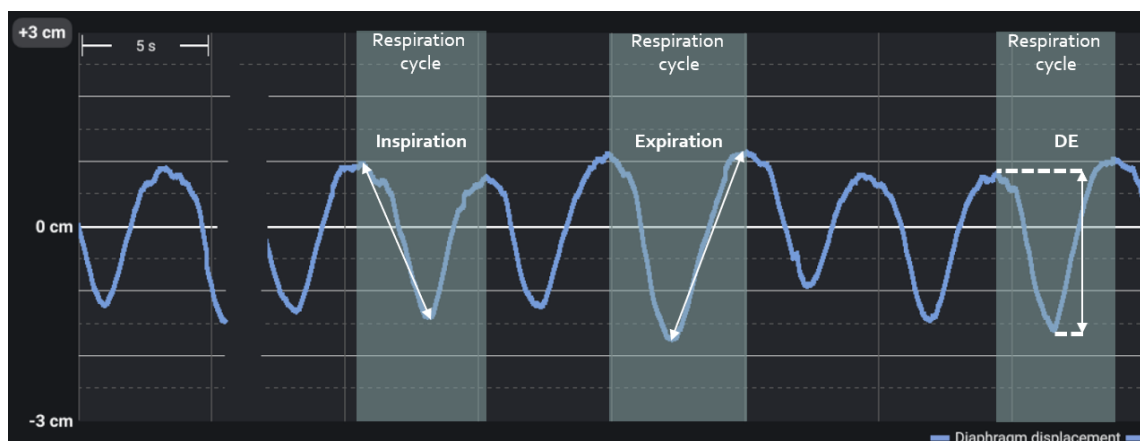 +3 cm
5 s
Respiration
cycle
Respiration
cycle
Respiration
cycle
Inspiration
Expiration
DE
0 cm
-3 cm
Diaphragm displacement